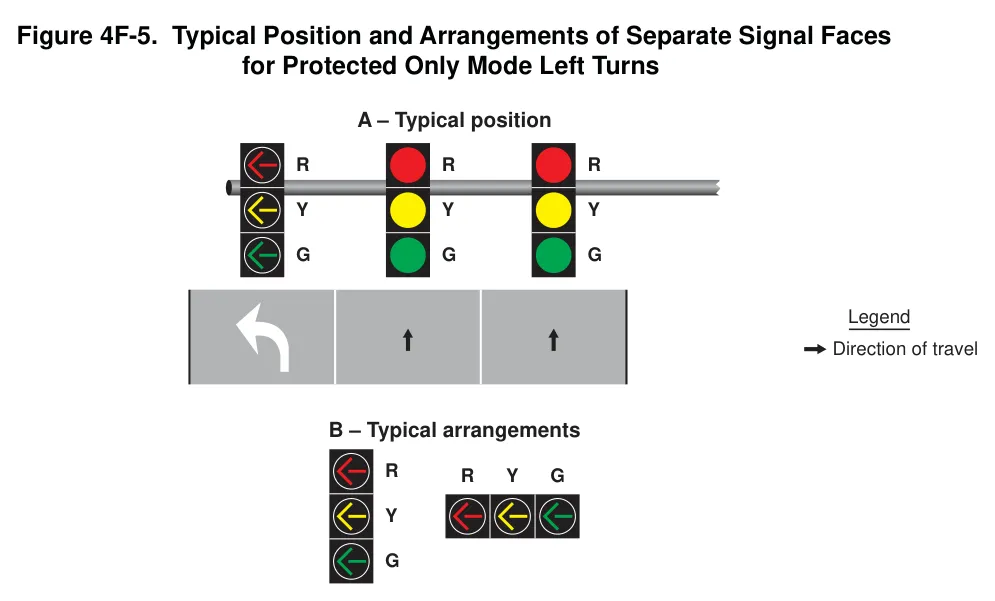 Figure 4F-5. Typical Position and Arrangements of Separate Signal Faces
for Protected Only Mode Left Turns
A – Typical position
R R R
Y Y Y
G G G
Legend
Direction of travel
B – Typical arrangements
R
Y
G
R Y G